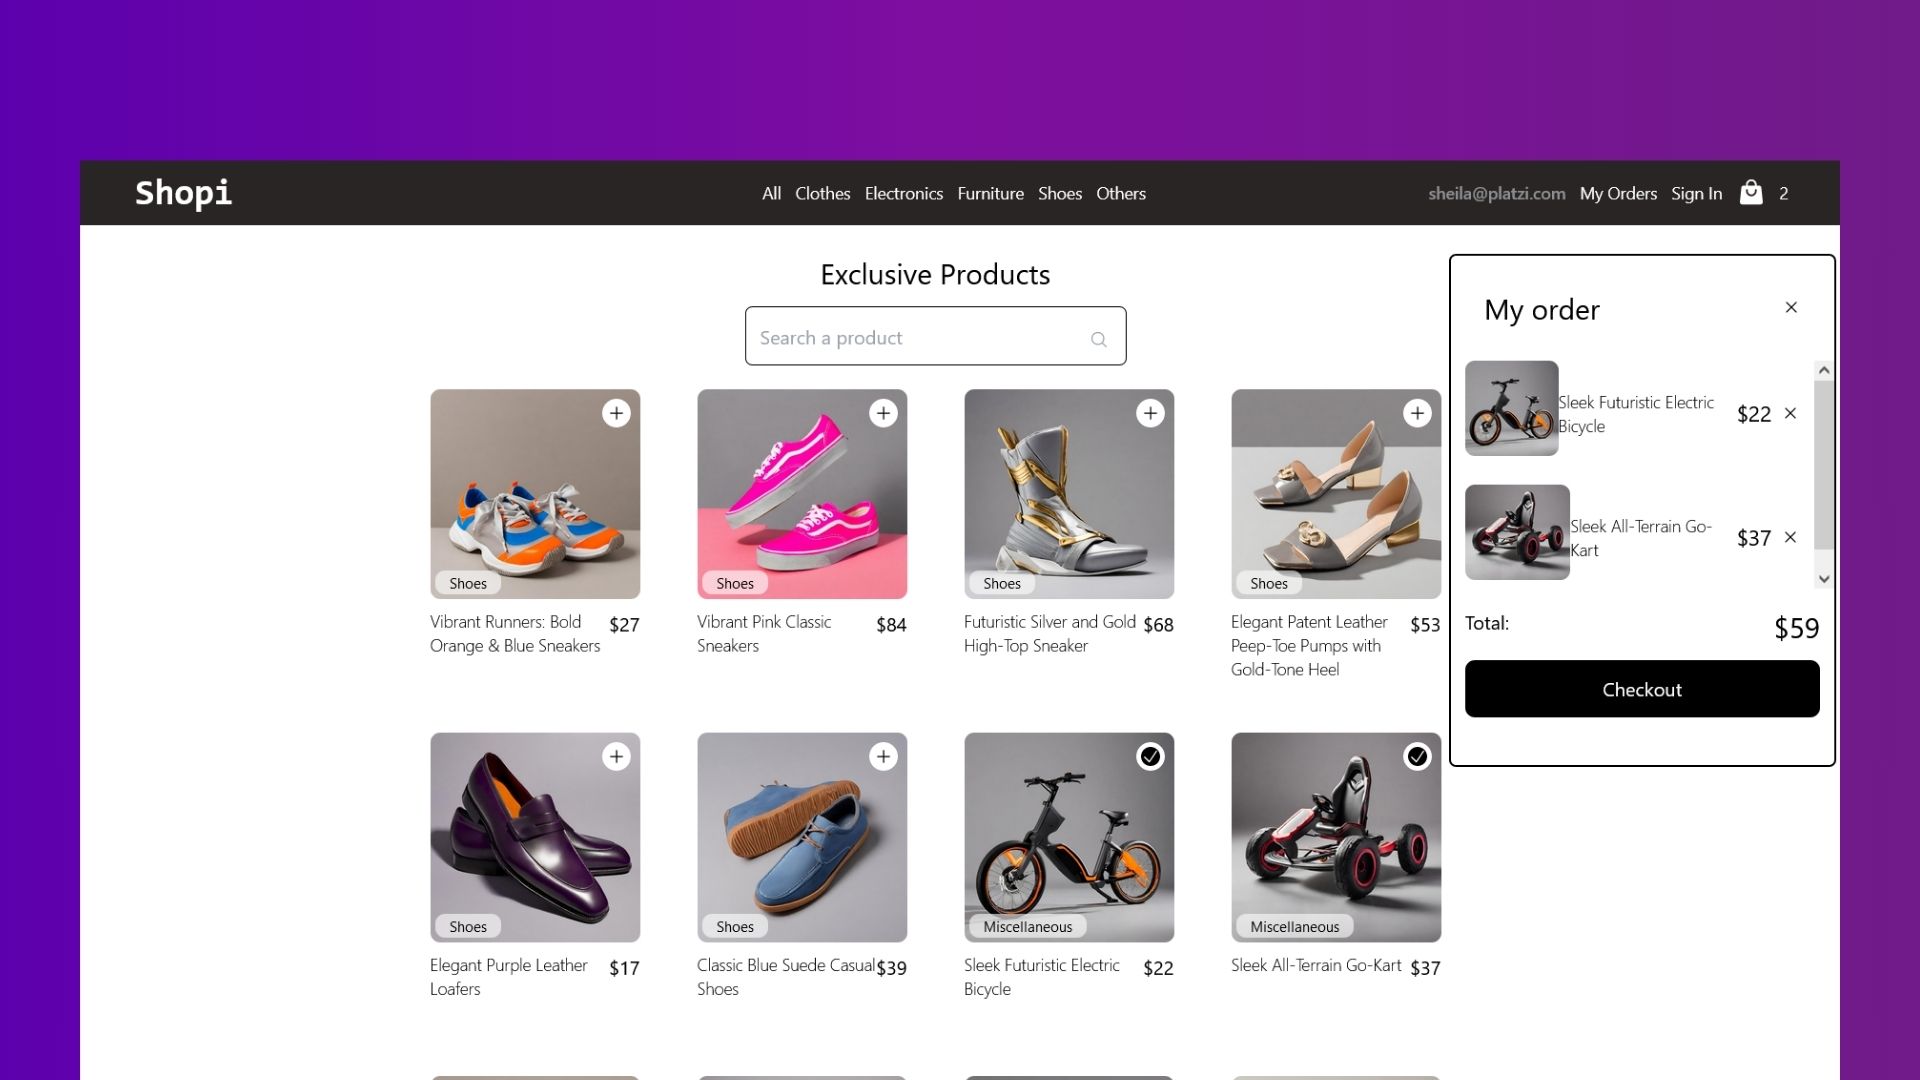 Shopi
All Clothes Electronics Furniture Shoes Others
sheila@platzi.com My Orders Sign In 2
Exclusive Products
Search a product
Shoes
Vibrant Runners: Bold
Orange & Blue Sneakers
$27
Shoes
Vibrant Pink Classic
Sneakers
$84
Shoes
Futuristic Silver and Gold
High-Top Sneaker
$68
Shoes
Elegant Patent Leather
Peep-Toe Pumps with
Gold-Tone Heel
$53
Shoes
Elegant Purple Leather
Loafers
$17
Shoes
Classic Blue Suede Casual
Shoes
$39
Miscellaneous
Sleek Futuristic Electric
Bicycle
$22
Miscellaneous
Sleek All-Terrain Go-Kart
$37
My order
Sleek Futuristic Electric
Bicycle
$22
Sleek All-Terrain Go-
Kart
$37
Total:
$59
Checkout